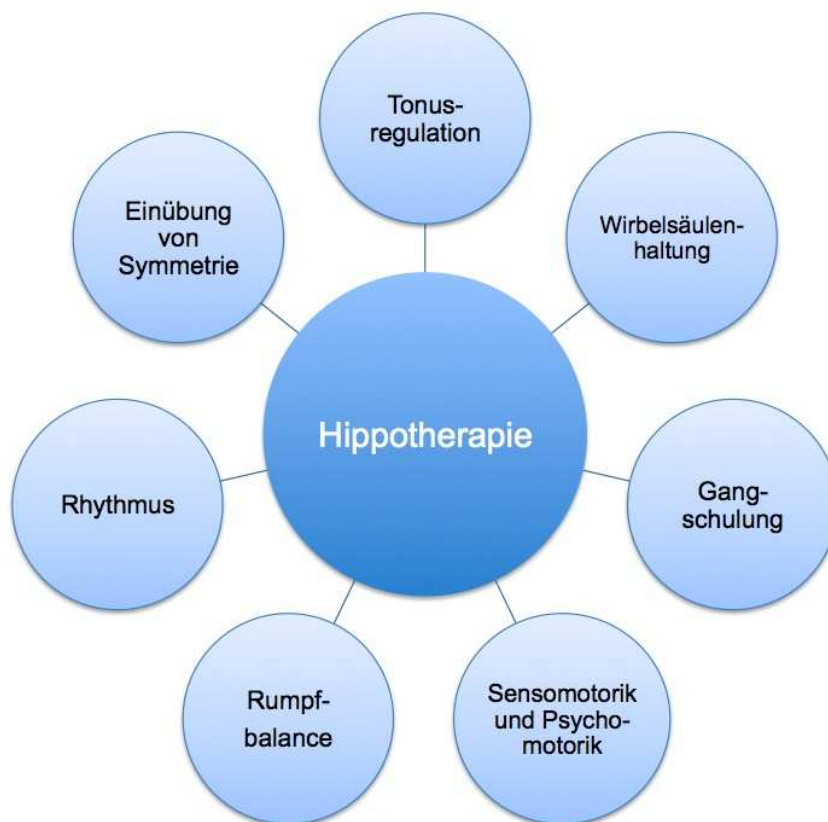 Tonus-
regulation
Wirbelsäulen-
haltung
Gang-
schulung
Sensomotorik
und Psycho-
motorik
Rumpf-
balance
Rhythmus
Einübung
von
Symmetrie
Hippotherapie